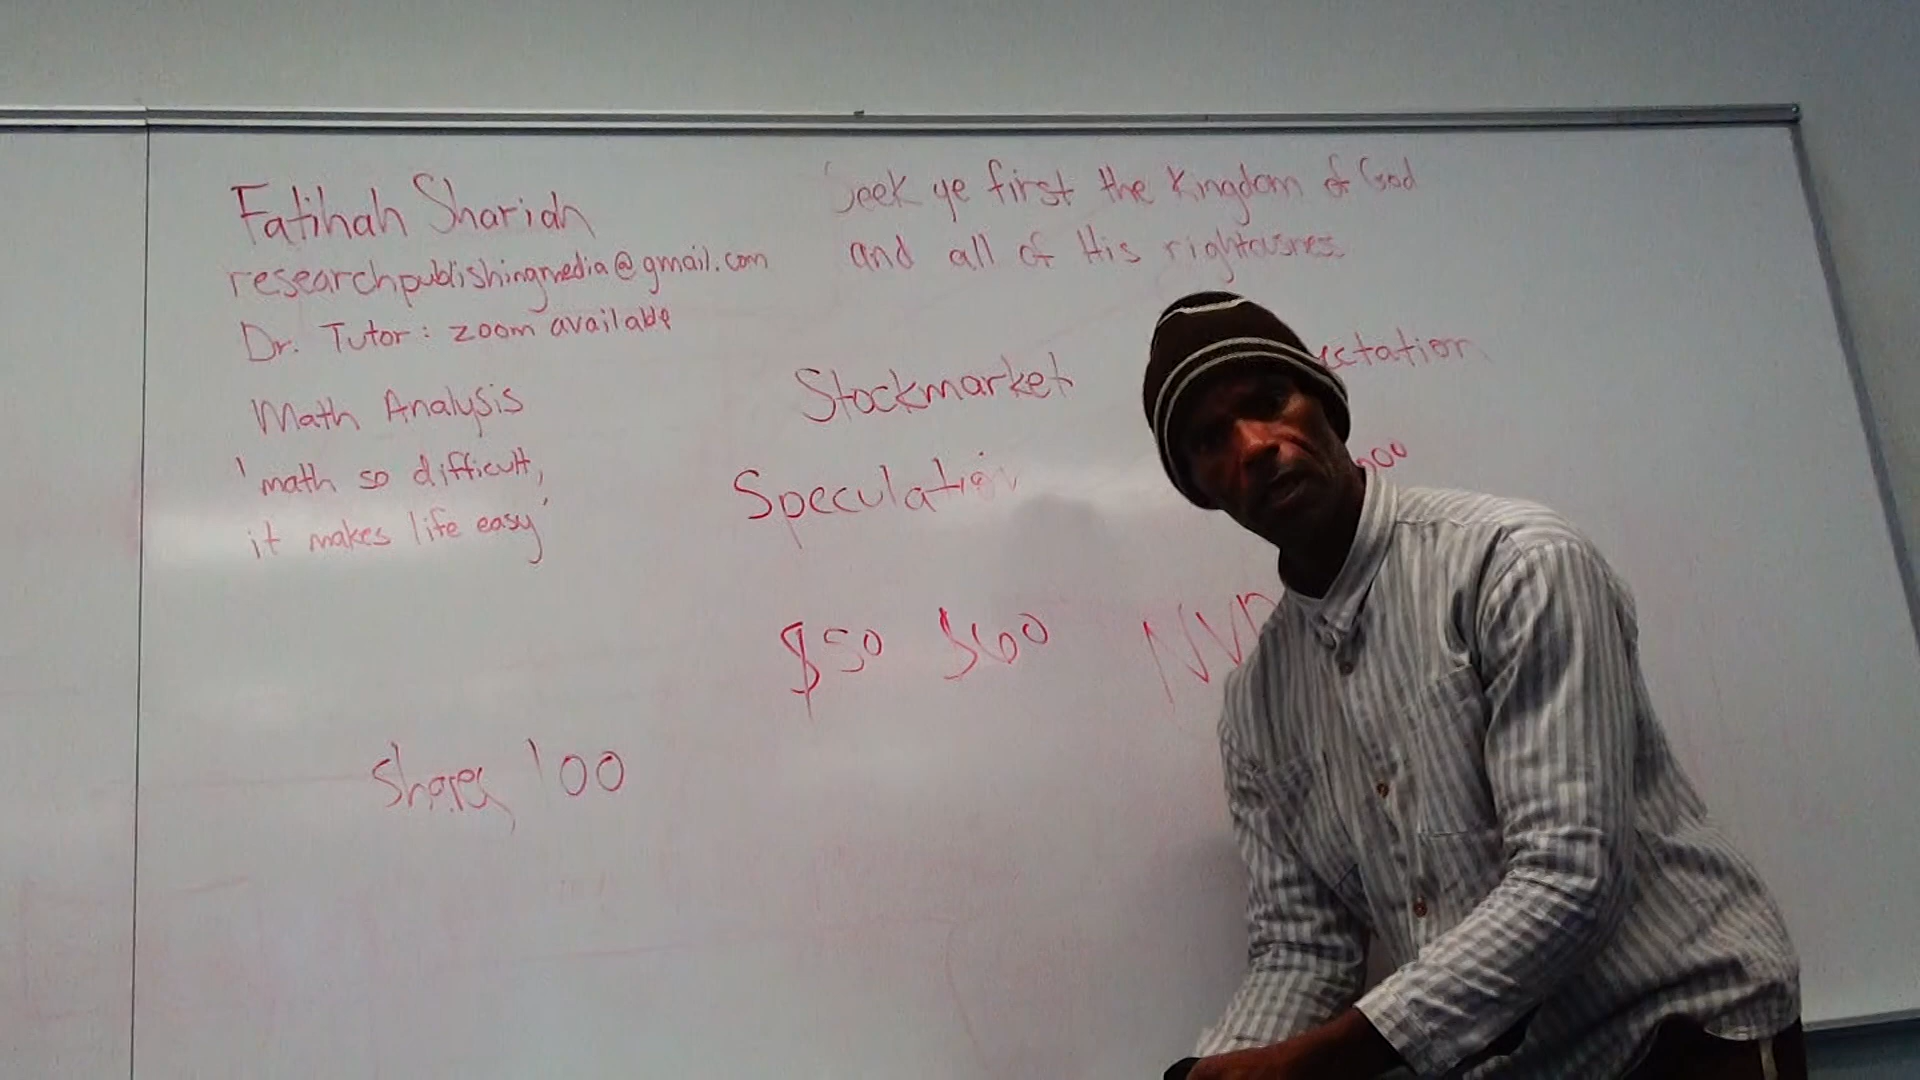 Fatihah Shariah
researchpublishingmedia@gmail.com
Dr. Tutor: zoom available
Math Analysis
'math so difficult,
it makes life easy'
Seek ye first the Kingdom of God
and all of His
Stockmarket
Speculation
$50 $60
Shares 100